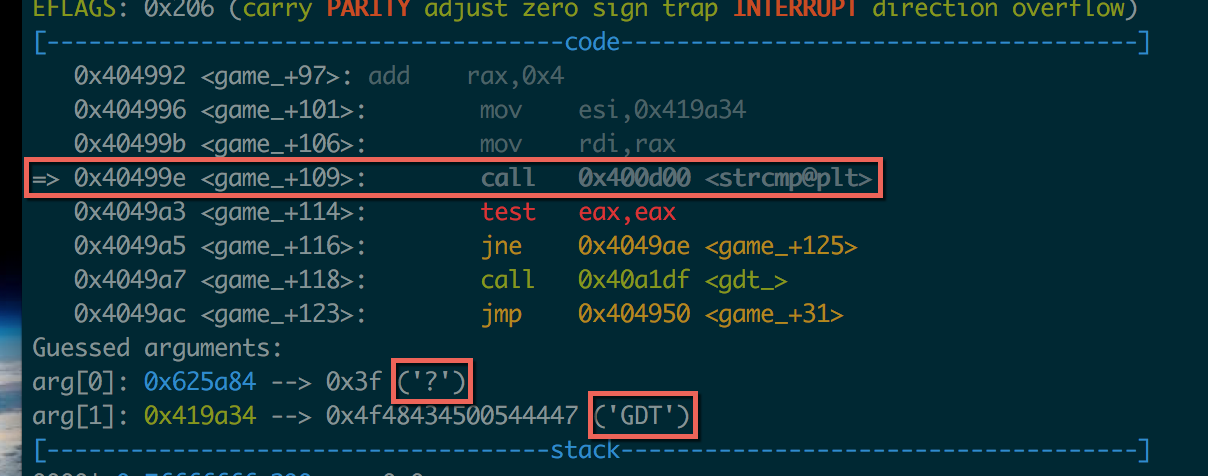 EFLAGS: 0x206 (carry PARITY adjust zero sign trap INTERRUPT direction overflow)
[-------------------------------------code-------------------------------------]
0x404992 <game_+97>: add rax,0x4
0x404996 <game_+101>: mov esi,0x419a34
0x40499b <game_+106>: mov rdi,rax
=> 0x40499e <game_+109>: call 0x400d00 <strcmp@plt>
0x4049a3 <game_+114>: test eax,eax
0x4049a5 <game_+116>: jne 0x4049ae <game_+125>
0x4049a7 <game_+118>: call 0x40a1df <gdt_>
0x4049ac <game_+123>: jmp 0x404950 <game_+31>
Guessed arguments:
arg[0]: 0x625a84 --> 0x3f ('?')
arg[1]: 0x419a34 --> 0x4f48434500544447 ('GDT')
[------------------------------------stack-------------------------------------]